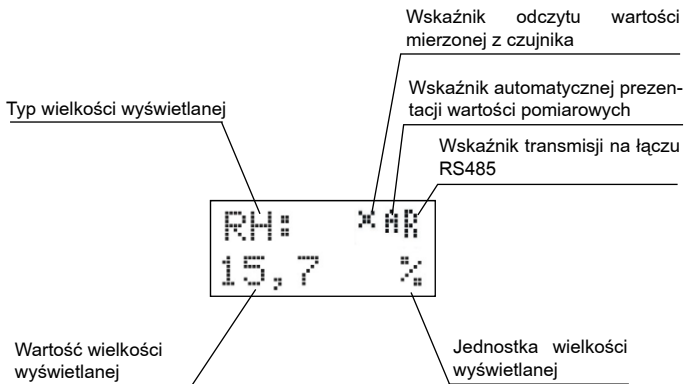 Wskaźnik odczytu wartości
mierzonej z czujnika
Wskaźnik automatycznej prezen-
tacji wartości pomiarowych
Typ wielkości wyświetlanej
Wskaźnik transmisji na łączu
RS485
RH: ×AR
15,7 %
Wartość wielkości
wyświetlanej
Jednostka wielkości
wyświetlanej